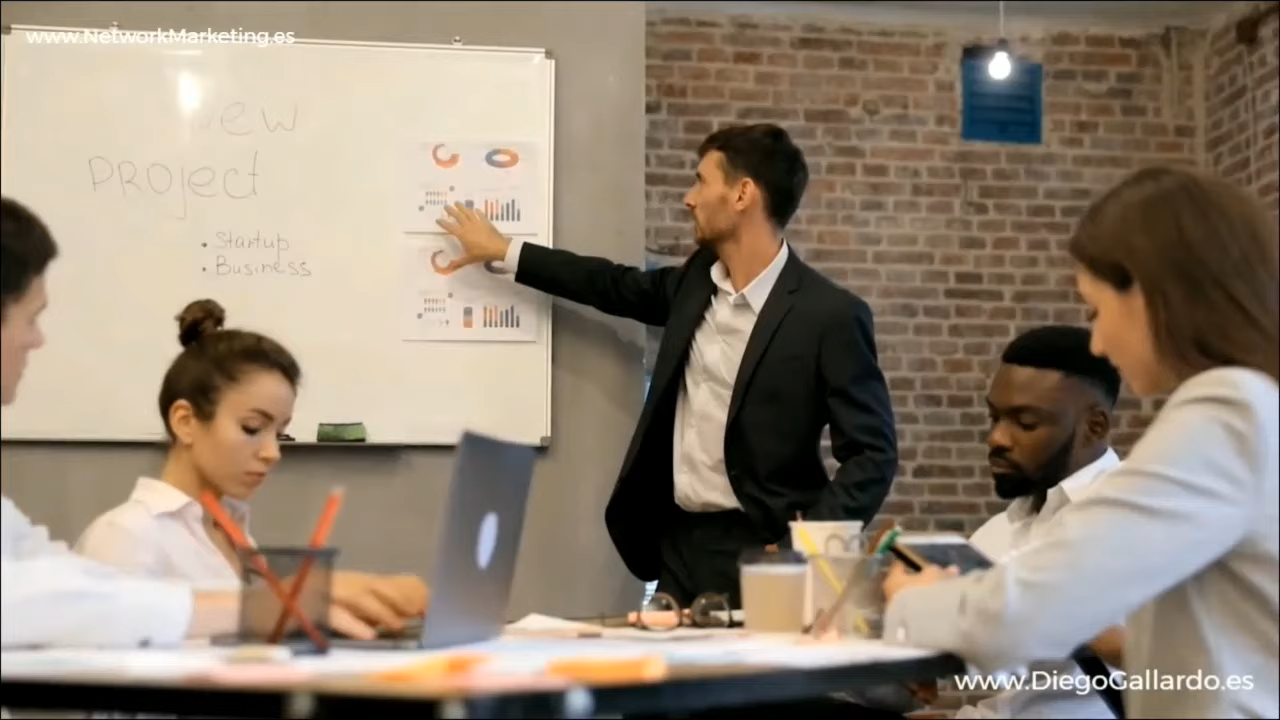 www.NetworkMarketing.es
New
PROJect
• Startup
• Business
www.DiegoGallardo.es